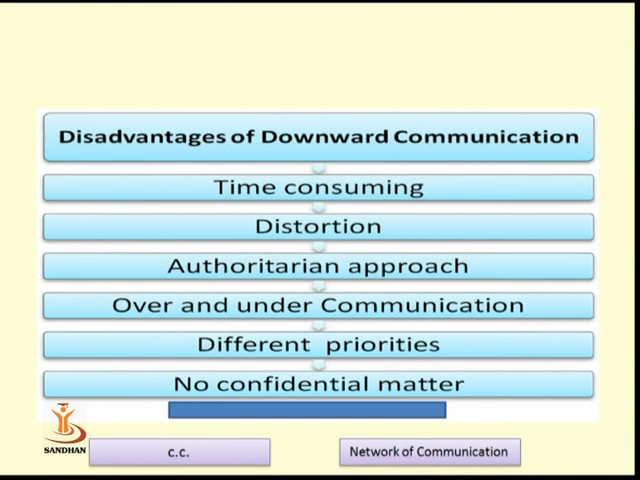 Disadvantages of Downward Communication
Time consuming
Distortion
Authoritarian approach
Over and under Communication
Different priorities
No confidential matter
SANDHAN
c.c.
Network of Communication